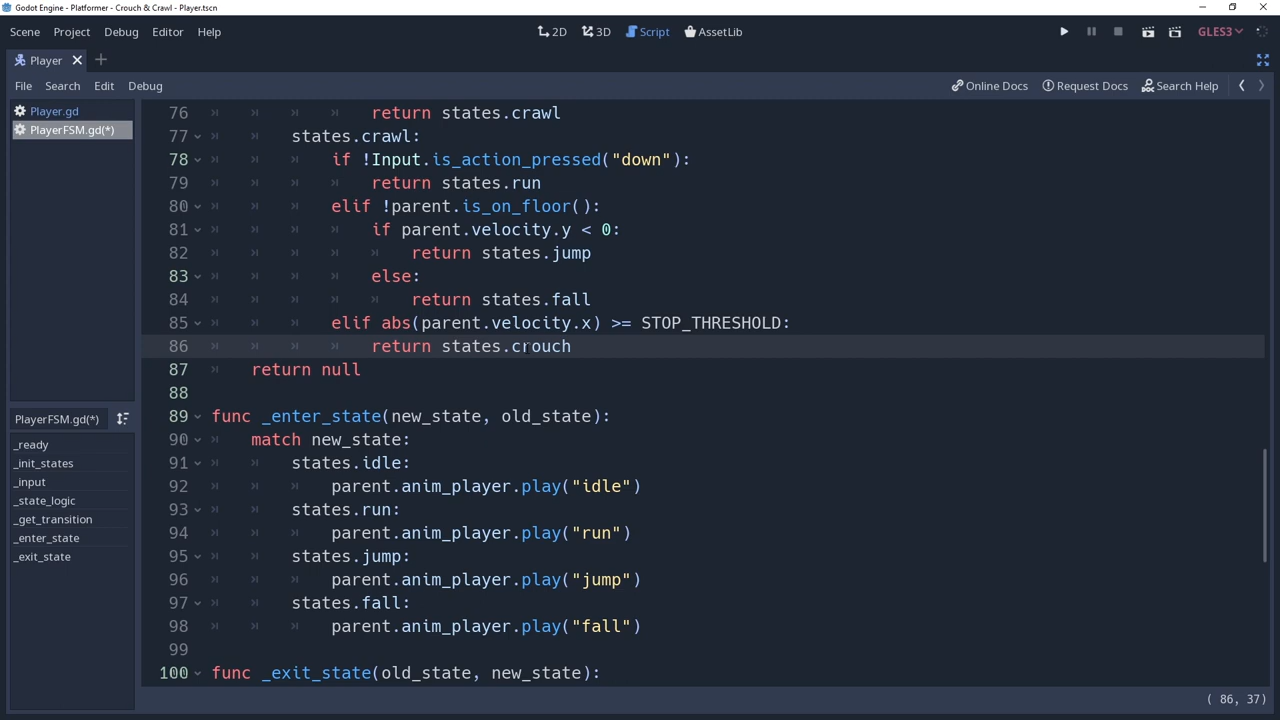 Godot Engine - Platformer - Crouch & Crawl - Player.tscn
Scene Project Debug Editor Help 2D 3D Script AssetLib GLES3
Player
File Search Edit Debug Online Docs Request Docs Search Help
Player.gd
PlayerFSM.gd(*)
PlayerFSM.gd(*)
_ready
_init_states
_input
_state_logic
_get_transition
_enter_state
_exit_state
76 return states.crawl
77 states.crawl:
78 if !Input.is_action_pressed("down"):
79 return states.run
80 elif !parent.is_on_floor():
81 if parent.velocity.y < 0:
82 return states.jump
83 else:
84 return states.fall
85 elif abs(parent.velocity.x) >= STOP_THRESHOLD:
86 return states.crouch
87 return null
88
89 func _enter_state(new_state, old_state):
90 match new_state:
91 states.idle:
92 parent.anim_player.play("idle")
93 states.run:
94 parent.anim_player.play("run")
95 states.jump:
96 parent.anim_player.play("jump")
97 states.fall:
98 parent.anim_player.play("fall")
99
100 func _exit_state(old_state, new_state):
( 86, 37)